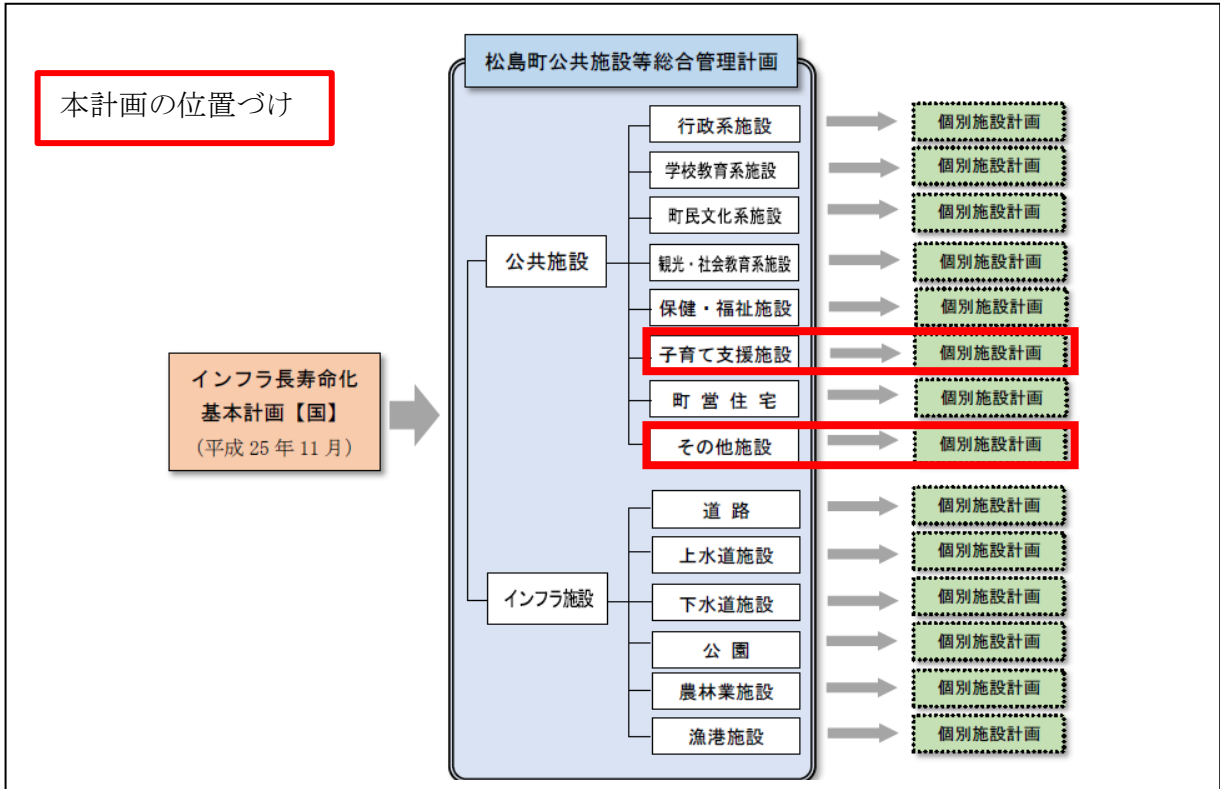 松島町公共施設等総合管理計画
本計画の位置づけ
行政系施設
個別施設計画
学校教育系施設
個別施設計画
町民文化系施設
個別施設計画
公共施設
観光・社会教育系施設
個別施設計画
保健・福祉施設
個別施設計画
子育て支援施設
個別施設計画
インフラ長寿命化
基本計画【国】
(平成 25 年 11 月)
町 営 住 宅
個別施設計画
その他施設
個別施設計画
道 路
個別施設計画
上水道施設
個別施設計画
インフラ施設
下水道施設
個別施設計画
公 園
個別施設計画
農林業施設
個別施設計画
漁港施設
個別施設計画